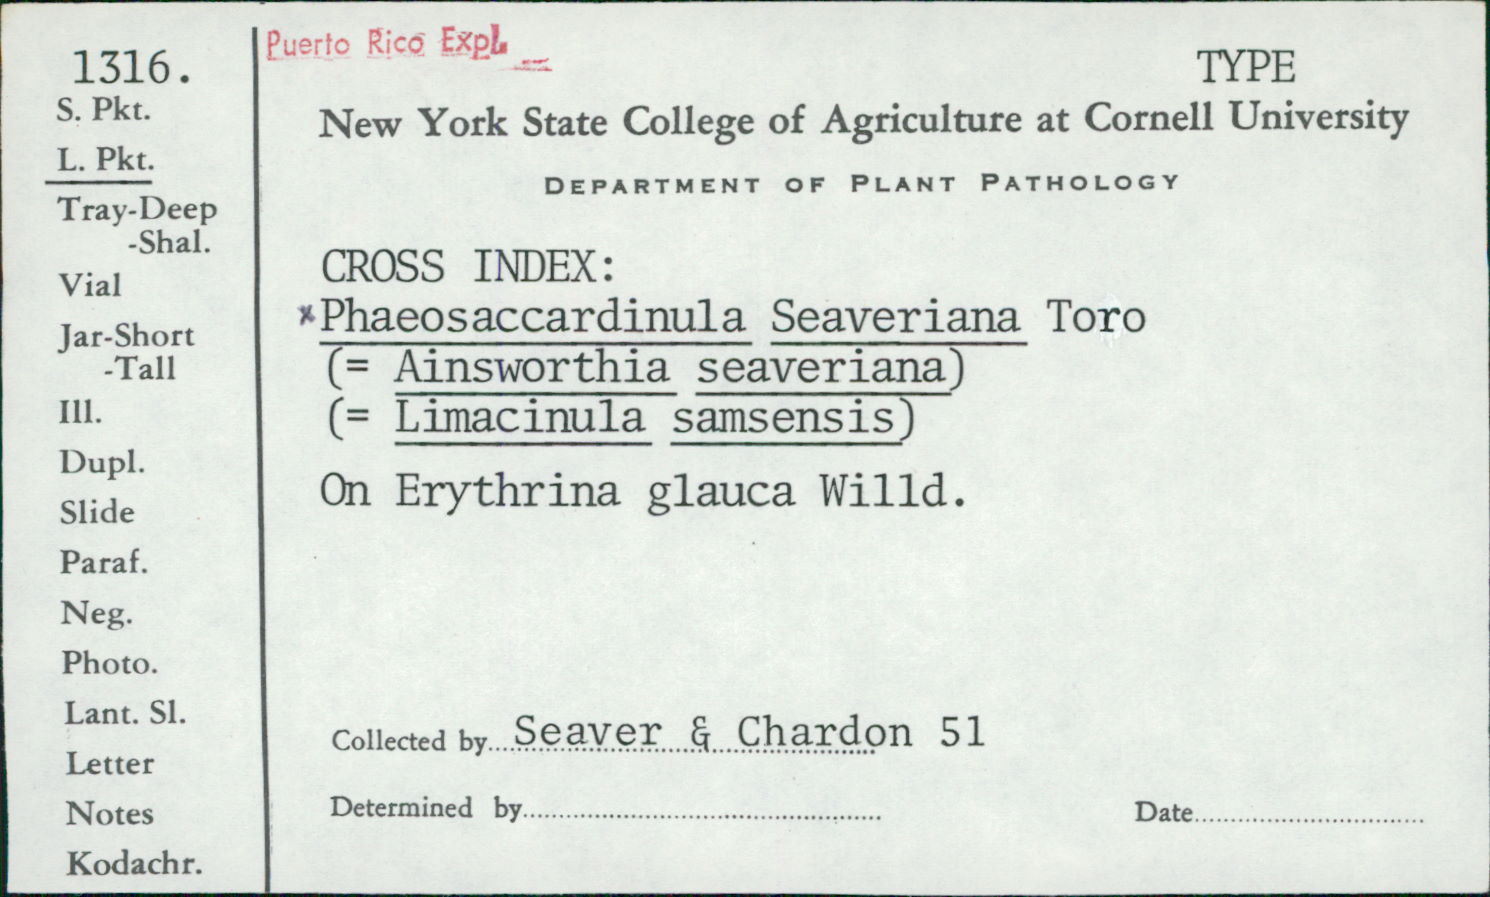 1316.
S. Pkt.
L. Pkt.
Tray-Deep
-Shal.
Vial
Jar-Short
-Tall
Ill.
Dupl.
Slide
Paraf.
Neg.
Photo.
Lant. Sl.
Letter
Notes
Kodachr.
Puerto Rico Expl.
TYPE
New York State College of Agriculture at Cornell University
DEPARTMENT OF PLANT PATHOLOGY
CROSS INDEX:
xPhaeosaccardinula Seaveriana Toro
(= Ainsworthia seaveriana)
(= Limacinula samsensis)
On Erythrina glauca Willd.
Collected by Seaver & Chardon 51
Determined by
Date